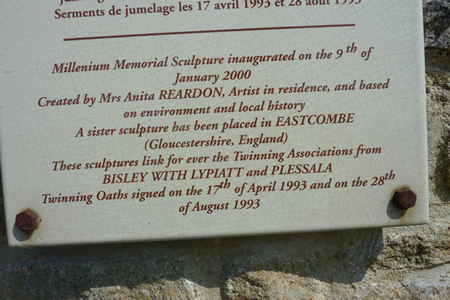 Serments de jumelage les 17 avril 1993 et 28 août 1993
Millenium Memorial Sculpture inaugurated on the 9 th of
January 2000
Created by Mrs Anita REARDON, Artist in residence, and based
on environment and local history
A sister sculpture has been placed in EASTCOMBE
(Gloucestershire, England)
These sculptures link for ever the Twinning Associations from
BISLEY WITH LYPIATT and PLESSALA
Twinning Oaths signed on the 17th of April 1993 and on the 28th
of August 1993